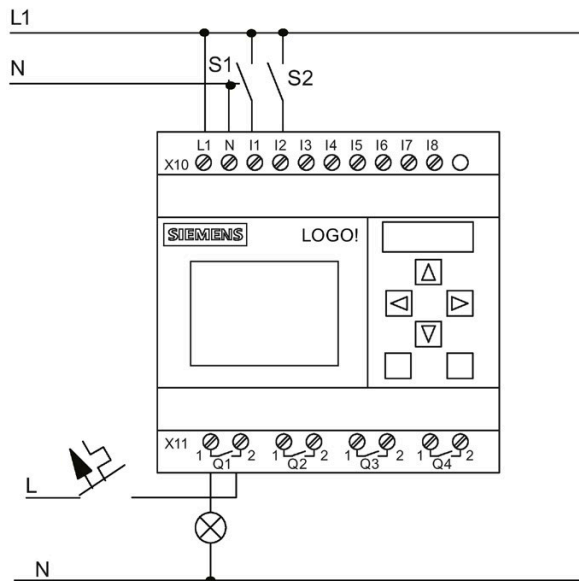 L1
N
S1 S2
L1 N I1 I2 I3 I4 I5 I6 I7 I8
X10
SIEMENS LOGO!
X11
1 2 1 2 1 2 1 2
Q1 Q2 Q3 Q4
L
N